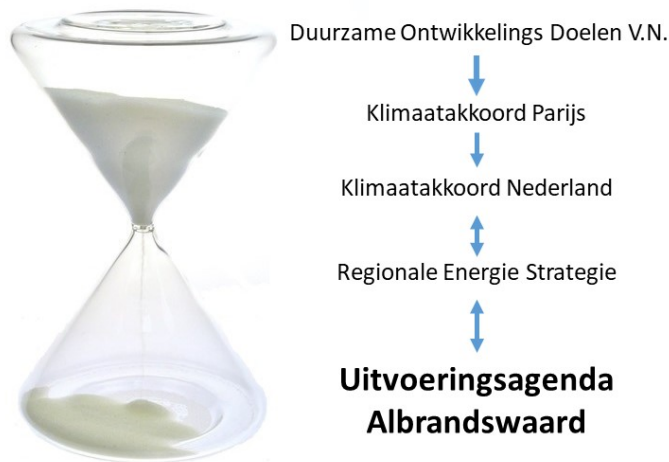 Duurzame Ontwikkelings Doelen V.N.
Klimaatakkoord Parijs
Klimaatakkoord Nederland
Regionale Energie Strategie
Uitvoeringsagenda
Albrandswaard